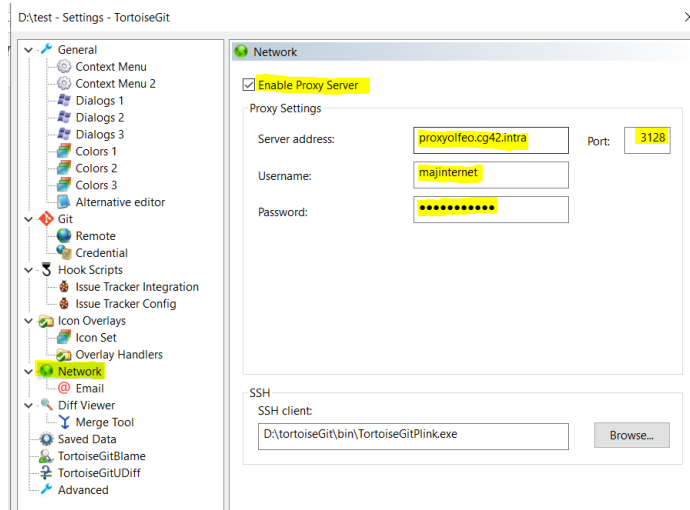 D:\test - Settings - TortoiseGit
General
Context Menu
Context Menu 2
Dialogs 1
Dialogs 2
Dialogs 3
Colors 1
Colors 2
Colors 3
Alternative editor
Git
Remote
Credential
Hook Scripts
Issue Tracker Integration
Issue Tracker Config
Icon Overlays
Icon Set
Overlay Handlers
Network
Email
Diff Viewer
Merge Tool
Saved Data
TortoiseGitBlame
TortoiseGitUDiff
Advanced
Network
Enable Proxy Server
Proxy Settings
Server address: proxyolfeo.cg42.intra Port: 3128
Username: majinternet
Password: ●●●●●●●●●●●
SSH
SSH client:
D:\tortoiseGit\bin\TortoiseGitPlink.exe Browse...